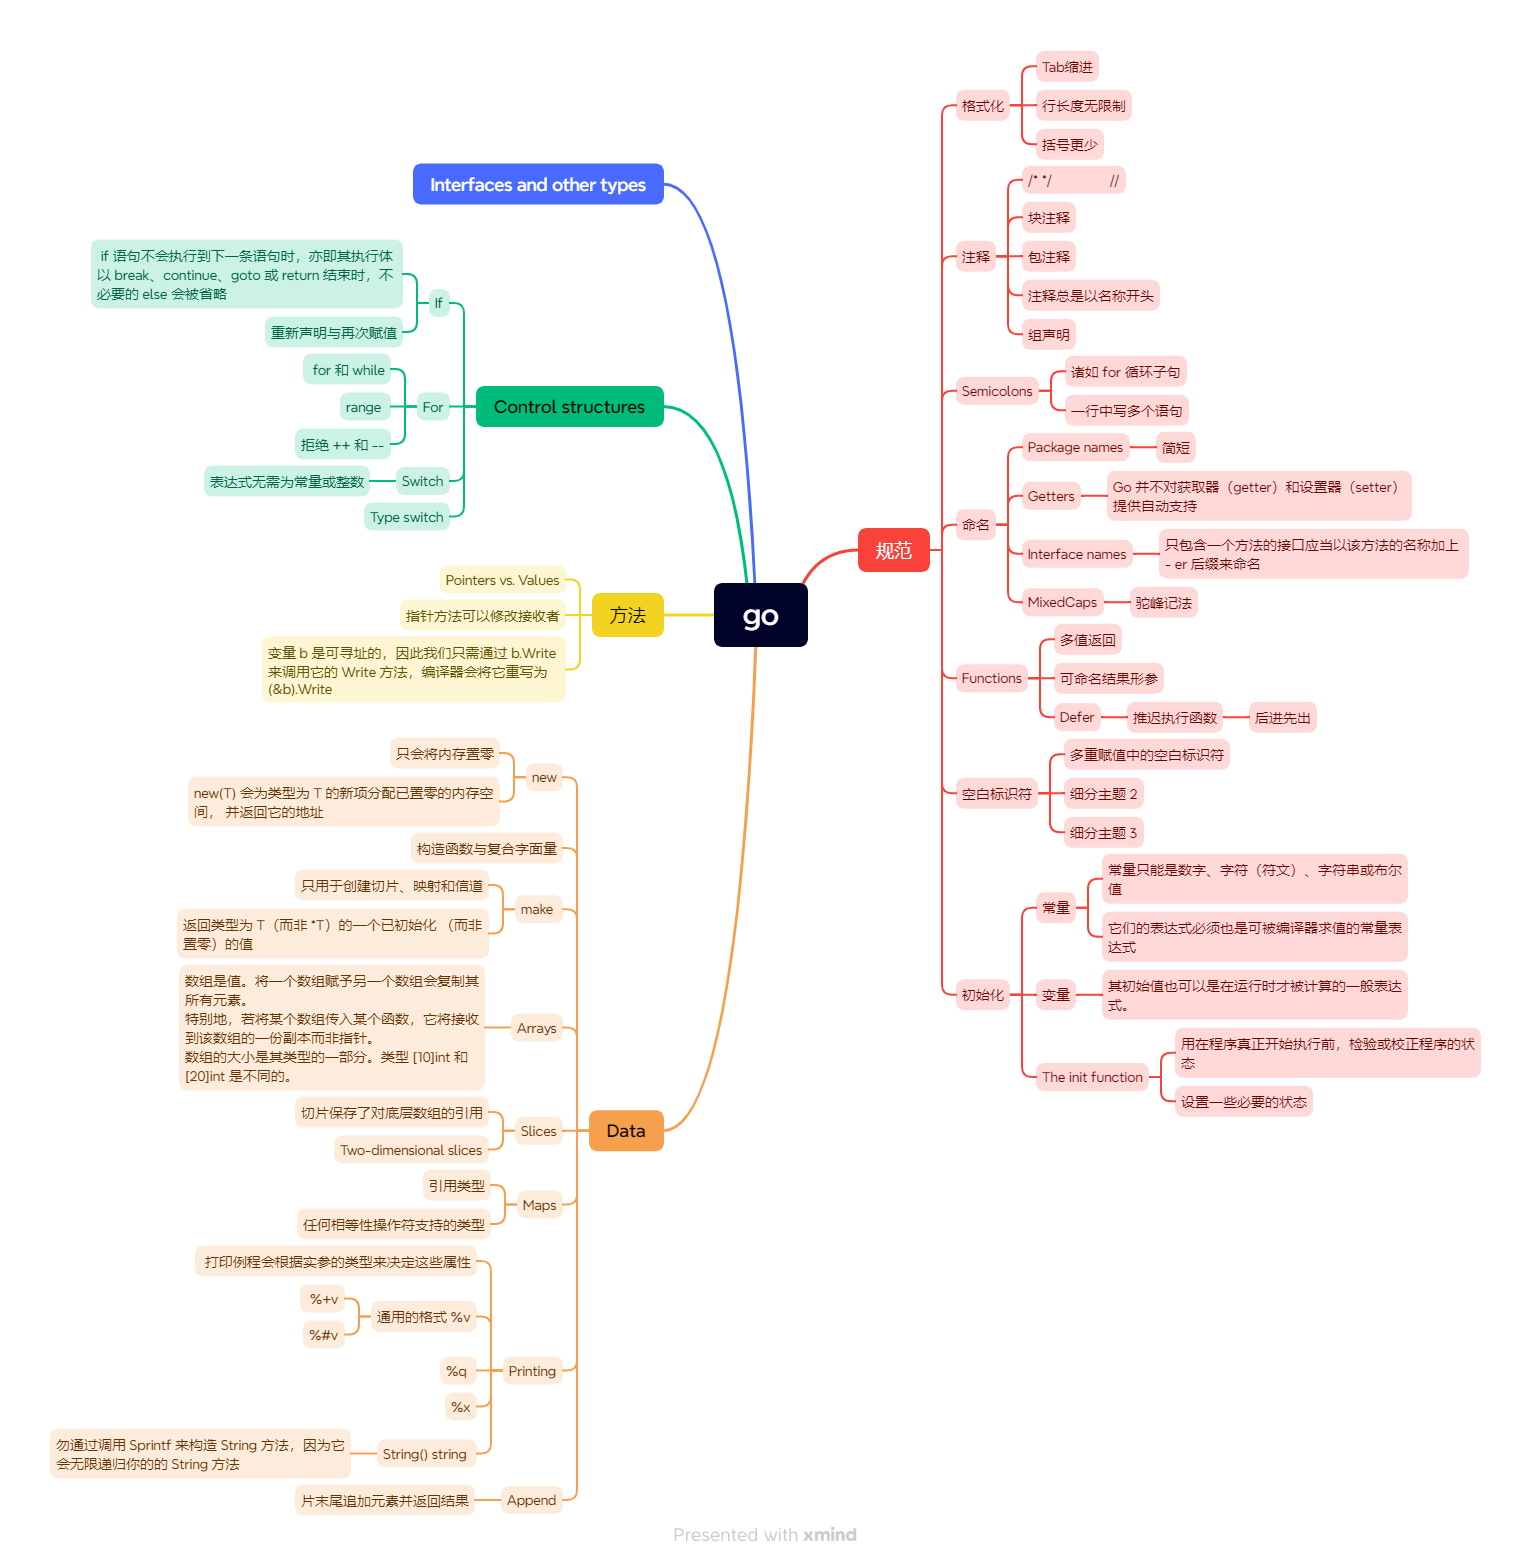 go
规范
格式化
Tab缩进
行长度无限制
括号更少
注释
/* */ //
块注释
包注释
注释总是以名称开头
组声明
Semicolons
诸如 for 循环子句
一行中写多个语句
命名
Package names
简短
Getters
Go 并不对获取器（getter）和设置器（setter）
提供自动支持
Interface names
只包含一个方法的接口应当以该方法的名称加上
- er 后缀来命名
MixedCaps
驼峰记法
Functions
多值返回
可命名结果形参
Defer
推迟执行函数
后进先出
空白标识符
多重赋值中的空白标识符
细分主题 2
细分主题 3
初始化
常量
常量只能是数字、字符（符文）、字符串或布尔
值
它们的表达式必须也是可被编译器求值的常量表
达式
变量
其初始值也可以是在运行时才被计算的一般表达
式。
The init function
用在程序真正开始执行前，检验或校正程序的状
态
设置一些必要的状态
Interfaces and other types
Control structures
If
if 语句不会执行到下一条语句时，亦即其执行体
以 break、continue、goto 或 return 结束时，不
必要的 else 会被省略
重新声明与再次赋值
For
for 和 while
range
拒绝 ++ 和 --
Switch
表达式无需为常量或整数
Type switch
方法
Pointers vs. Values
指针方法可以修改接收者
变量 b 是可寻址的，因此我们只需通过 b.Write
来调用它的 Write 方法，编译器会将它重写为
(&b).Write
Data
new
只会将内存置零
new(T) 会为类型为 T 的新项分配已置零的内存空
间， 并返回它的地址
构造函数与复合字面量
make
只用于创建切片、映射和信道
返回类型为 T（而非 *T）的一个已初始化 （而非
置零）的值
Arrays
数组是值。将一个数组赋予另一个数组会复制其
所有元素。
特别地，若将某个数组传入某个函数，它将接收
到该数组的一份副本而非指针。
数组的大小是其类型的一部分。类型 [10]int 和
[20]int 是不同的。
Slices
切片保存了对底层数组的引用
Two-dimensional slices
Maps
引用类型
任何相等性操作符支持的类型
Printing
打印例程会根据实参的类型来决定这些属性
通用的格式 %v
%+v
%#v
%q
%x
String() string
勿通过调用 Sprintf 来构造 String 方法，因为它
会无限递归你的的 String 方法
Append
片末尾追加元素并返回结果
Presented with xmind